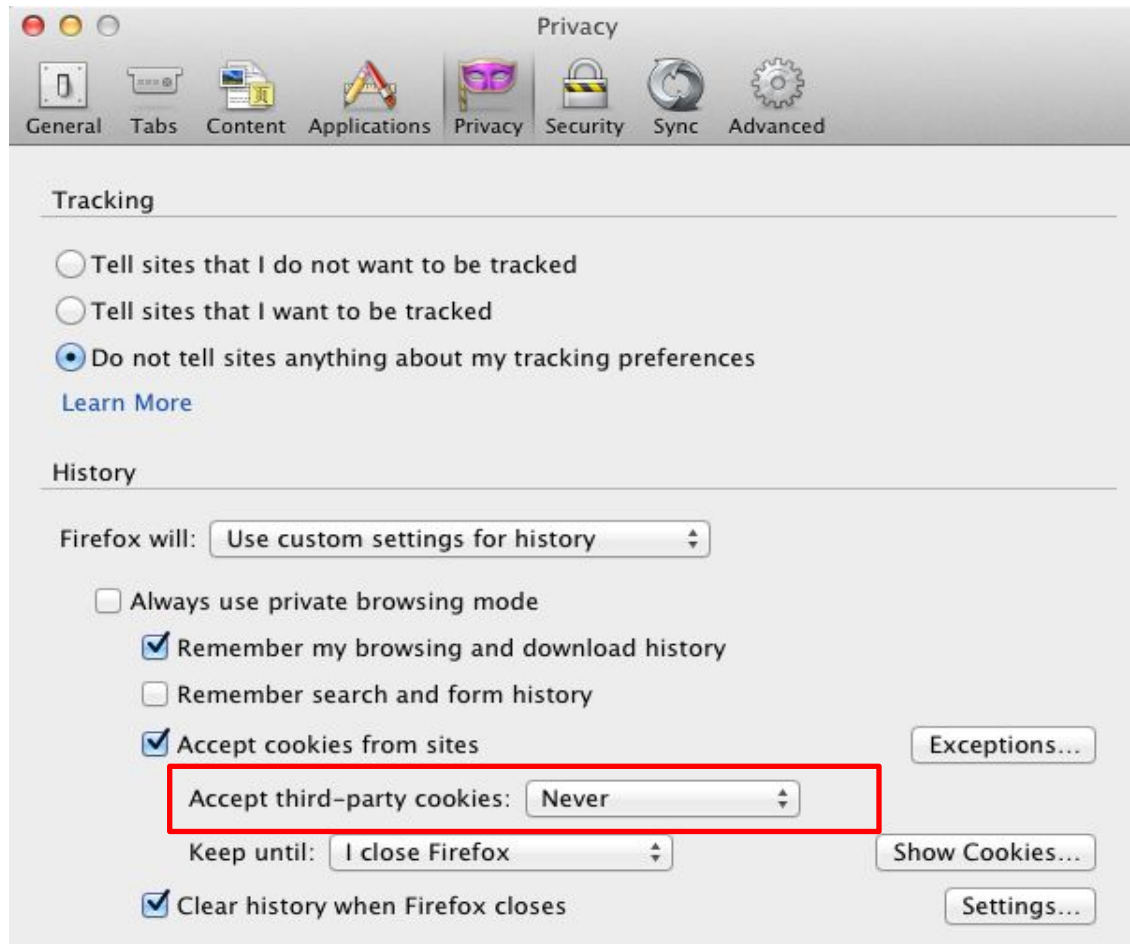 Privacy
General Tabs Content Applications Privacy Security Sync Advanced
Tracking
Tell sites that I do not want to be tracked
Tell sites that I want to be tracked
Do not tell sites anything about my tracking preferences
Learn More
History
Firefox will: Use custom settings for history
Always use private browsing mode
Remember my browsing and download history
Remember search and form history
Accept cookies from sites Exceptions...
Accept third-party cookies: Never
Keep until: I close Firefox Show Cookies...
Clear history when Firefox closes Settings...